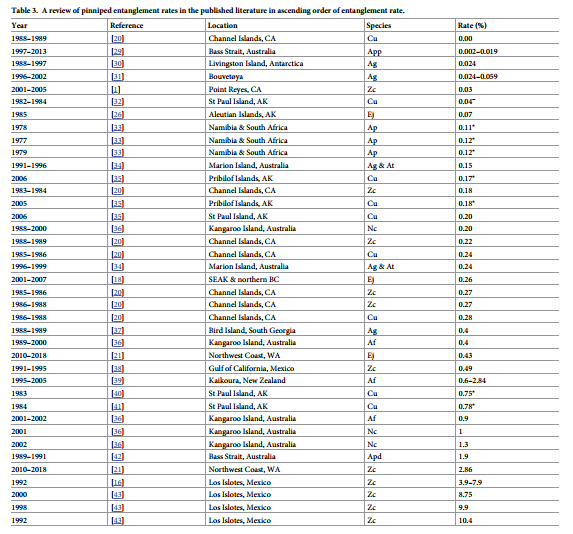 Table 3. A review of pinniped entanglement rates in the published literature in ascending order of entanglement rate.
Year Reference Location Species Rate (%)
1988–1989 [20] Channel Islands, CA Cu 0.00
1997–2013 [29] Bass Strait, Australia App 0.002–0.019
1988–1997 [30] Livingston Island, Antarctica Ag 0.024
1996–2002 [31] Bouvetøya Ag 0.024–0.059
2001–2005 [1] Point Reyes, CA Zc 0.03
1982–1984 [32] St Paul Island, AK Cu 0.04~
1985 [26] Aleutian Islands, AK Ej 0.07
1978 [33] Namibia & South Africa Ap 0.11*
1977 [33] Namibia & South Africa Ap 0.12*
1979 [33] Namibia & South Africa Ap 0.12*
1991–1996 [34] Marion Island, Australia Ag & At 0.15
2006 [35] Pribilof Islands, AK Cu 0.17*
1983–1984 [20] Channel Islands, CA Zc 0.18
2005 [35] Pribilof Islands, AK Cu 0.18*
2006 [35] St Paul Island, AK Cu 0.20
1988–2000 [36] Kangaroo Island, Australia Nc 0.20
1988–1989 [20] Channel Islands, CA Zc 0.22
1985–1986 [20] Channel Islands, CA Cu 0.24
1996–1999 [34] Marion Island, Australia Ag & At 0.24
2001–2007 [18] SEAK & northern BC Ej 0.26
1985–1986 [20] Channel Islands, CA Zc 0.27
1986–1988 [20] Channel Islands, CA Zc 0.27
1986–1988 [20] Channel Islands, CA Cu 0.28
1988–1989 [37] Bird Island, South Georgia Ag 0.4
1989–2000 [36] Kangaroo Island, Australia Af 0.4
2010–2018 [21] Northwest Coast, WA Ej 0.43
1991–1995 [38] Gulf of California, Mexico Zc 0.49
1995–2005 [39] Kaikoura, New Zealand Af 0.6–2.84
1983 [40] St Paul Island, AK Cu 0.75*
1984 [41] St Paul Island, AK Cu 0.78*
2001–2002 [36] Kangaroo Island, Australia Af 0.9
2001 [36] Kangaroo Island, Australia Nc 1
2002 [36] Kangaroo Island, Australia Nc 1.3
1989–1991 [42] Bass Strait, Australia Apd 1.9
2010–2018 [21] Northwest Coast, WA Zc 2.86
1992 [16] Los Islotes, Mexico Zc 3.9–7.9
2000 [43] Los Islotes, Mexico Zc 8.75
1998 [43] Los Islotes, Mexico Zc 9.9
1992 [43] Los Islotes, Mexico Zc 10.4